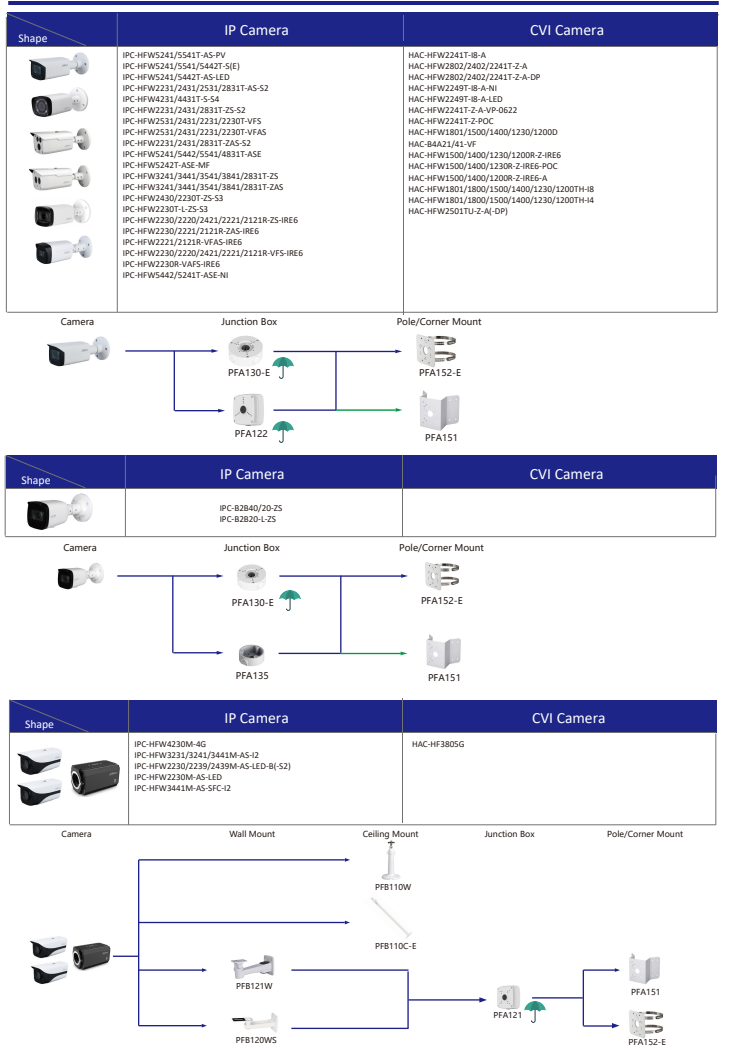 Shape
IP Camera
CVI Camera
IPC-HFW5241/5541T-AS-PV
IPC-HFW5241/5541/5442T-S(E)
IPC-HFW5241/5442T-AS-LED
IPC-HFW2231/2431/2531/2831T-AS-S2
IPC-HFW4231/4431T-S-S4
IPC-HFW2231/2431/2831T-ZS-S2
IPC-HFW2531/2431/2231/2230T-VFS
IPC-HFW2531/2431/2231/2230T-VFAS
IPC-HFW2231/2431/2831T-ZAS-S2
IPC-HFW5241/5442/5541/4831T-ASE
IPC-HFW5242T-ASE-MF
IPC-HFW3241/3441/3541/3841/2831T-ZS
IPC-HFW3241/3441/3541/3841/2831T-ZAS
IPC-HFW2430/2230T-ZS-S3
IPC-HFW2230T-L-ZS-S3
IPC-HFW2230/2220/2421/2221/2121R-ZS-IRE6
IPC-HFW2230/2221/2121R-ZAS-IRE6
IPC-HFW2221/2121R-VFAS-IRE6
IPC-HFW2230/2220/2421/2221/2121R-VFS-IRE6
IPC-HFW2230R-VAFS-IRE6
IPC-HFW5442/5241T-ASE-NI
HAC-HFW2241T-I8-A
HAC-HFW2802/2402/2241T-Z-A
HAC-HFW2802/2402/2241T-Z-A-DP
HAC-HFW2249T-I8-A-NI
HAC-HFW2249T-I8-A-LED
HAC-HFW2241T-Z-A-VP-0622
HAC-HFW2241T-Z-POC
HAC-HFW1801/1500/1400/1230/1200D
HAC-B4A21/41-VF
HAC-HFW1500/1400/1230/1200R-Z-IRE6
HAC-HFW1500/1400/1230R-Z-IRE6-POC
HAC-HFW1500/1400/1200R-Z-IRE6-A
HAC-HFW1801/1800/1500/1400/1230/1200TH-I8
HAC-HFW1801/1800/1500/1400/1230/1200TH-I4
HAC-HFW2501TU-Z-A(-DP)
Camera
Junction Box
Pole/Corner Mount
PFA130-E
PFA152-E
PFA122
PFA151
Shape
IP Camera
CVI Camera
IPC-B2B40/20-ZS
IPC-B2B20-L-ZS
Camera
Junction Box
Pole/Corner Mount
PFA130-E
PFA152-E
PFA135
PFA151
Shape
IP Camera
CVI Camera
IPC-HFW4230M-4G
IPC-HFW3231/3241/3441M-AS-I2
IPC-HFW2230/2239/2439M-AS-LED-B(-S2)
IPC-HFW2230M-AS-LED
IPC-HFW3441M-AS-SFC-I2
HAC-HF3805G
Camera
Wall Mount
Ceiling Mount
Junction Box
Pole/Corner Mount
PFB110W
PFB110C-E
PFB121W
PFA121
PFA151
PFB120WS
PFA152-E